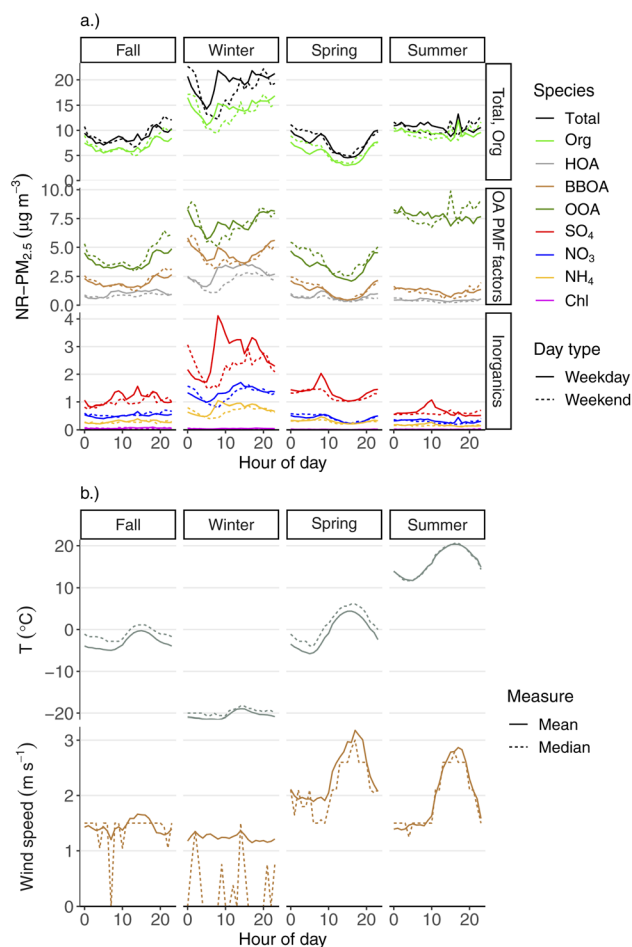 a.)
Fall Winter Spring Summer
20
15
10
5
0
Total, Org
10.0
7.5
5.0
2.5
0.0
OA PMF factors
4
3
2
1
0
Inorganics
NR−PM2.5 (µg m−3)
0 10 20 0 10 20 0 10 20 0 10 20
Hour of day
Species
Total
Org
HOA
BBOA
OOA
SO4
NO3
NH4
Chl
Day type
Weekday
Weekend
b.)
Fall Winter Spring Summer
20
10
0
−10
−20
T (°C)
3
2
1
0
Wind speed (m s−1)
0 10 20 0 10 20 0 10 20 0 10 20
Hour of day
Measure
Mean
Median